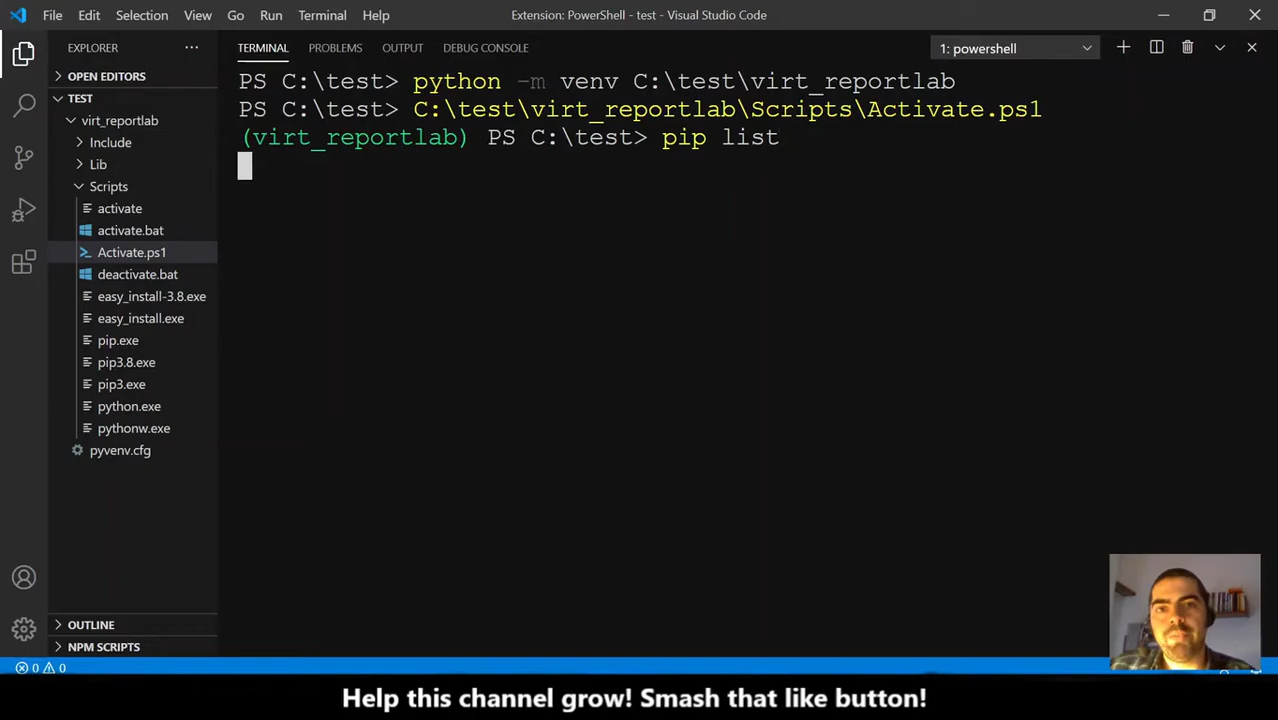 File Edit Selection View Go Run Terminal Help
Extension: PowerShell - test - Visual Studio Code
EXPLORER
OPEN EDITORS
TEST
virt_reportlab
Include
Lib
Scripts
activate
activate.bat
Activate.ps1
deactivate.bat
easy_install-3.8.exe
easy_install.exe
pip.exe
pip3.8.exe
pip3.exe
python.exe
pythonw.exe
pyvenv.cfg
OUTLINE
NPM SCRIPTS
TERMINAL PROBLEMS OUTPUT DEBUG CONSOLE
1: powershell
PS C:\test> python -m venv C:\test\virt_reportlab
PS C:\test> C:\test\virt_reportlab\Scripts\Activate.ps1
(virt_reportlab) PS C:\test> pip list
0 0
Help this channel grow! Smash that like button!